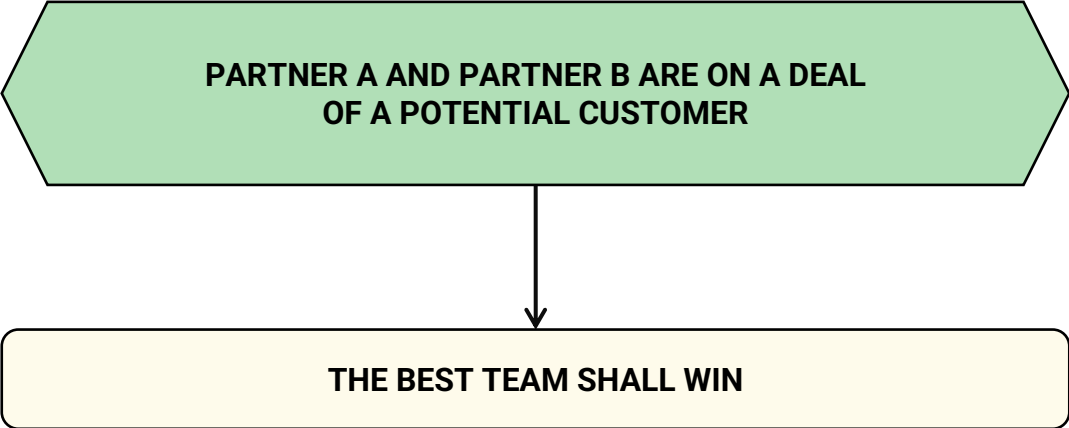 PARTNER A AND PARTNER B ARE ON A DEAL
OF A POTENTIAL CUSTOMER
THE BEST TEAM SHALL WIN